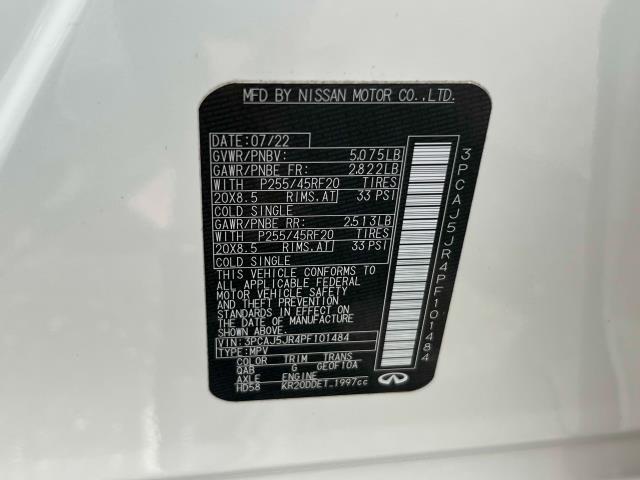 MFD BY NISSAN MOTOR CO.,LTD.
DATE:07/22
GVWR/PNBV: 5,075LB
GAWR/PNBE FR: 2,822LB
WITH P255/45RF20 TIRES
20X8.5 RIMS,AT 33 PSI
COLD SINGLE
GAWR/PNBE RR: 2,513LB
WITH P255/45RF20 TIRES
20X8.5 RIMS,AT 33 PSI
COLD SINGLE
THIS VEHICLE CONFORMS TO
ALL APPLICABLE FEDERAL
MOTOR VEHICLE SAFETY
AND THEFT PREVENTION
STANDARDS IN EFFECT ON
THE DATE OF MANUFACTURE
SHOWN ABOVE.
VIN:3PCAJ5JR4PF101484
TYPE:MPV
COLOR TRIM TRANS
QAB G GE0F10A
AXLE ENGINE
HD58 KR20DDET 1997cc
3PCAJ5JR4PF101484